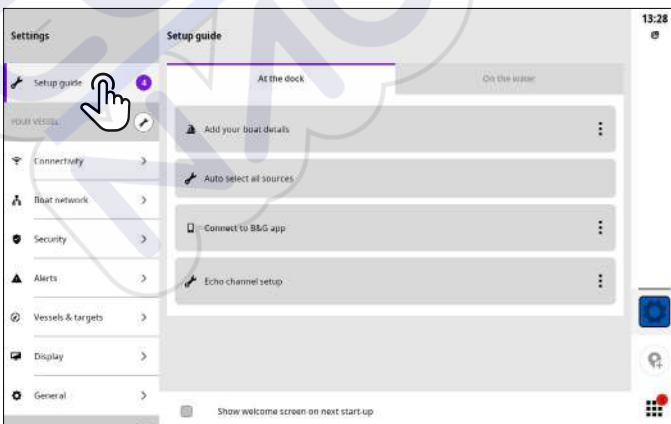 13:28
Settings
Setup guide
Setup guide
4
At the dock
On the water
YOUR VESSEL
Add your boat details
Auto select all sources
Connectivity
Boat network
Connect to B&G app
Security
Alerts
Echo channel setup
Vessels & targets
Display
General
Show welcome screen on next start-up